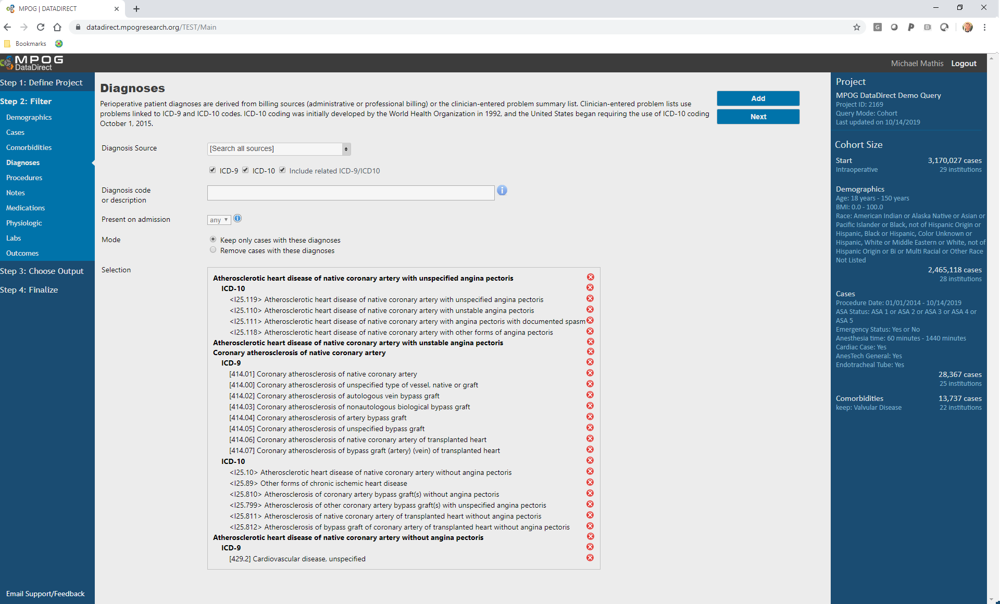 MPOG | DATADIRECT
datadirect.mpogresearch.org/TEST/Main
Bookmarks
MPOG
DataDirect
Michael Mathis Logout
Step 1: Define Project
Step 2: Filter
Demographics
Cases
Comorbidities
Diagnoses
Procedures
Notes
Medications
Physiologic
Labs
Outcomes
Step 3: Choose Output
Step 4: Finalize
Email Support/Feedback
Diagnoses
Perioperative patient diagnoses are derived from billing sources (administrative or professional billing) or the clinician-entered problem summary list. Clinician-entered problem lists use
problems linked to ICD-9 and ICD-10 codes. ICD-10 coding was initially developed by the World Health Organization in 1992, and the United States began requiring the use of ICD-10 coding
October 1, 2015.
Add
Next
Diagnosis Source [Search all sources]
ICD-9 ICD-10 Include related ICD-9/ICD10
Diagnosis code
or description
Present on admission any
Mode Keep only cases with these diagnoses
Remove cases with these diagnoses
Selection
Atherosclerotic heart disease of native coronary artery with unspecified angina pectoris
ICD-10
<I25.119> Atherosclerotic heart disease of native coronary artery with unspecified angina pectoris
<I25.110> Atherosclerotic heart disease of native coronary artery with unstable angina pectoris
<I25.111> Atherosclerotic heart disease of native coronary artery with angina pectoris with documented spasm
<I25.118> Atherosclerotic heart disease of native coronary artery with other forms of angina pectoris
Atherosclerotic heart disease of native coronary artery with unstable angina pectoris
Coronary atherosclerosis of native coronary artery
ICD-9
[414.01] Coronary atherosclerosis of native coronary artery
[414.00] Coronary atherosclerosis of unspecified type of vessel, native or graft
[414.02] Coronary atherosclerosis of autologous vein bypass graft
[414.03] Coronary atherosclerosis of nonautologous biological bypass graft
[414.04] Coronary atherosclerosis of artery bypass graft
[414.05] Coronary atherosclerosis of unspecified bypass graft
[414.06] Coronary atherosclerosis of native coronary artery of transplanted heart
[414.07] Coronary atherosclerosis of bypass graft (artery) (vein) of transplanted heart
ICD-10
<I25.10> Atherosclerotic heart disease of native coronary artery without angina pectoris
<I25.89> Other forms of chronic ischemic heart disease
<I25.810> Atherosclerosis of coronary artery bypass graft(s) without angina pectoris
<I25.799> Atherosclerosis of other coronary artery bypass graft(s) with unspecified angina pectoris
<I25.811> Atherosclerosis of native coronary artery of transplanted heart without angina pectoris
<I25.812> Atherosclerosis of bypass graft of coronary artery of transplanted heart without angina pectoris
Atherosclerotic heart disease of native coronary artery without angina pectoris
ICD-9
[429.2] Cardiovascular disease, unspecified
Project
MPOG DataDirect Demo Query
Project ID: 2169
Query Mode: Cohort
Last updated on 10/14/2019
Cohort Size
Start 3,170,027 cases
Intraoperative 29 institutions
Demographics
Age: 18 years - 150 years
BMI: 0.0 - 100.0
Race: American Indian or Alaska Native or Asian or
Pacific Islander or Black, not of Hispanic Origin or
Hispanic, Black or Hispanic, Color Unknown or
Hispanic, White or Middle Eastern or White, not of
Hispanic Origin or Bi or Multi Racial or Other Race
Not Listed
2,465,118 cases
28 institutions
Cases
Procedure Date: 01/01/2014 - 10/14/2019
ASA Status: ASA 1 or ASA 2 or ASA 3 or ASA 4 or
ASA 5
Emergency Status: Yes or No
Anesthesia time: 60 minutes - 1440 minutes
Cardiac Case: Yes
AnesTech General: Yes
Endotracheal Tube: Yes
28,367 cases
25 institutions
Comorbidities 13,737 cases
keep: Valvular Disease 22 institutions